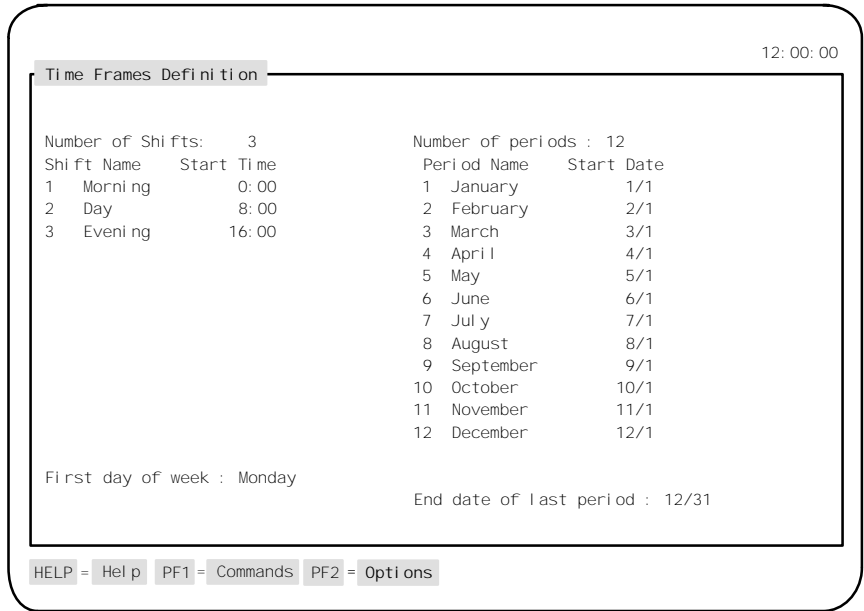 12:00:00
Time Frames Definition
Number of Shifts: 3 Number of periods : 12
Shift Name Start Time Period Name Start Date
1 Morning 0:00 1 January 1/1
2 Day 8:00 2 February 2/1
3 Evening 16:00 3 March 3/1
4 April 4/1
5 May 5/1
6 June 6/1
7 July 7/1
8 August 8/1
9 September 9/1
10 October 10/1
11 November 11/1
12 December 12/1
First day of week : Monday
End date of last period : 12/31
HELP = Help PF1 = Commands PF2 = Options